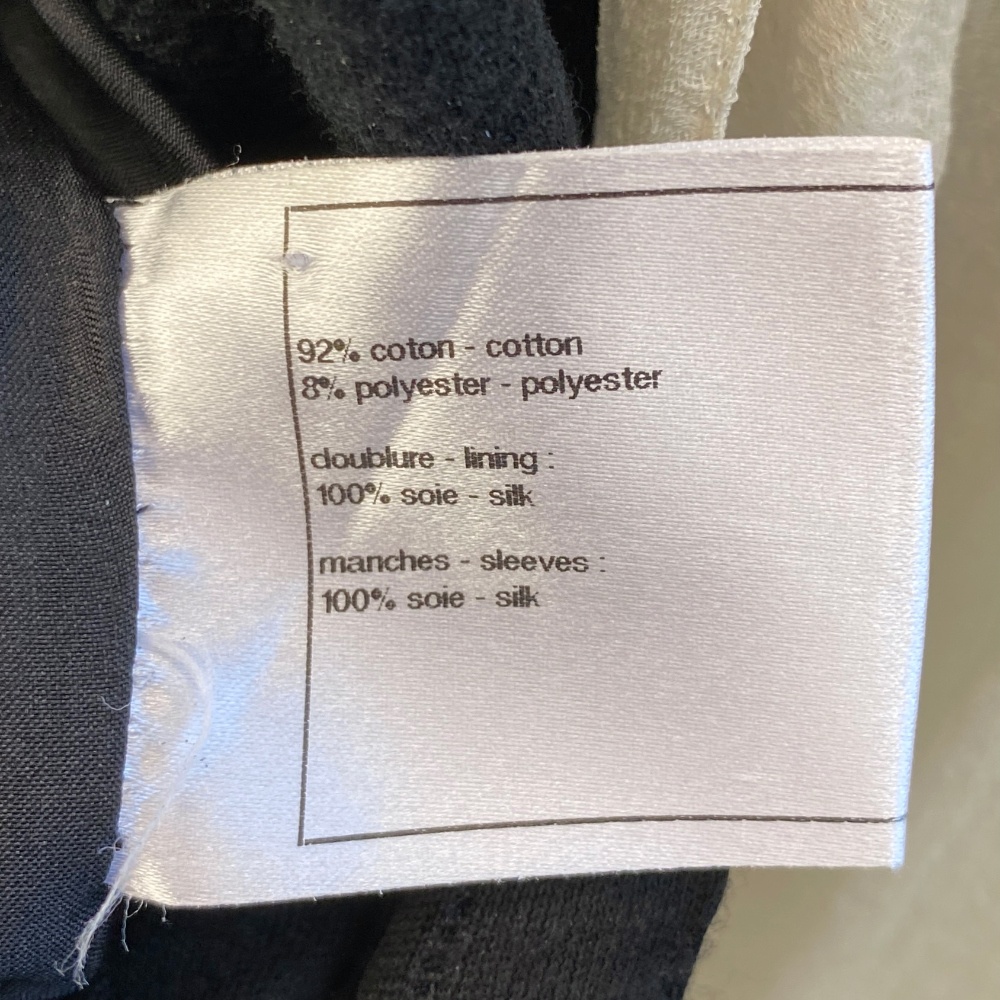 92% coton - cotton
8% polyester - polyester
doublure - lining :
100% soie - silk
manches - sleeves :
100% soie - silk